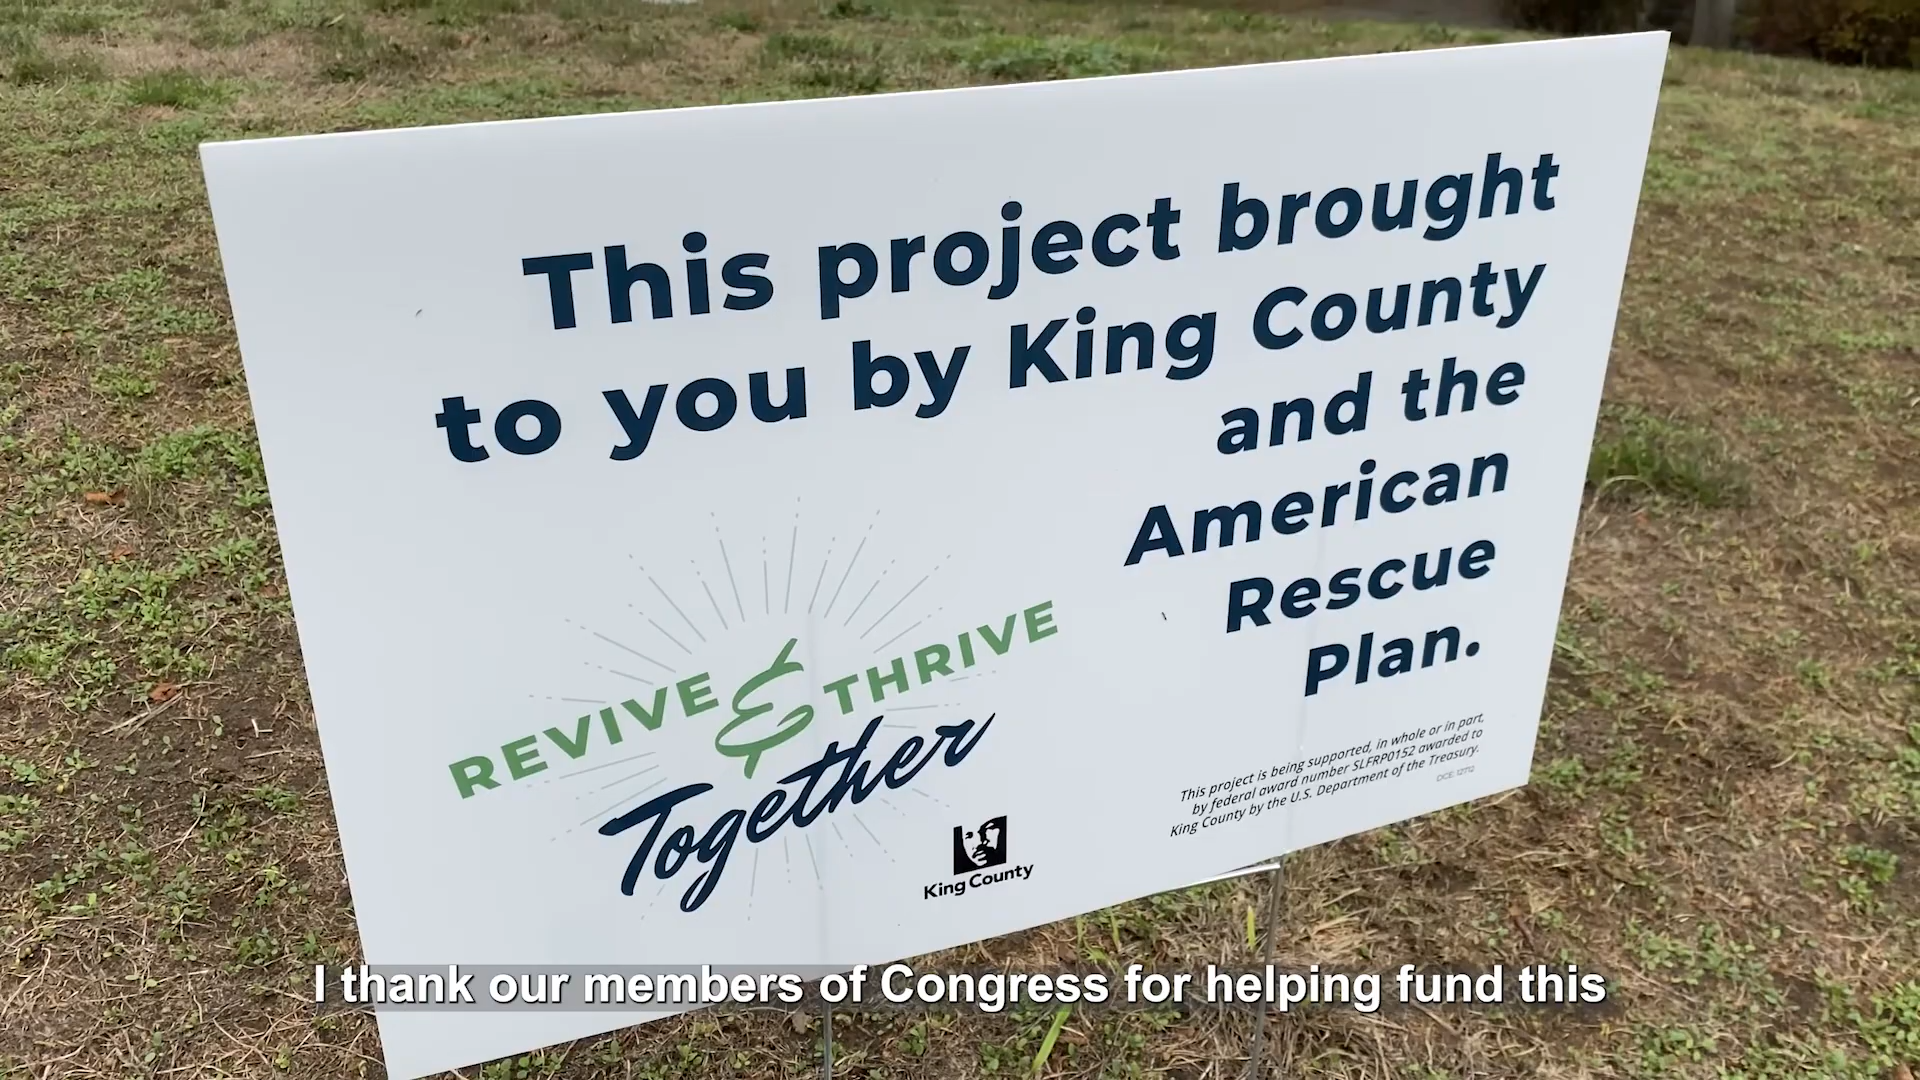 This project brought
to you by King County
and the
American
Rescue
Plan.
REVIVE & THRIVE
Together
King County
This project is being supported, in whole or in part,
by federal award number SLFRP0152 awarded to
King County by the U.S. Department of the Treasury.
I thank our members of Congress for helping fund this